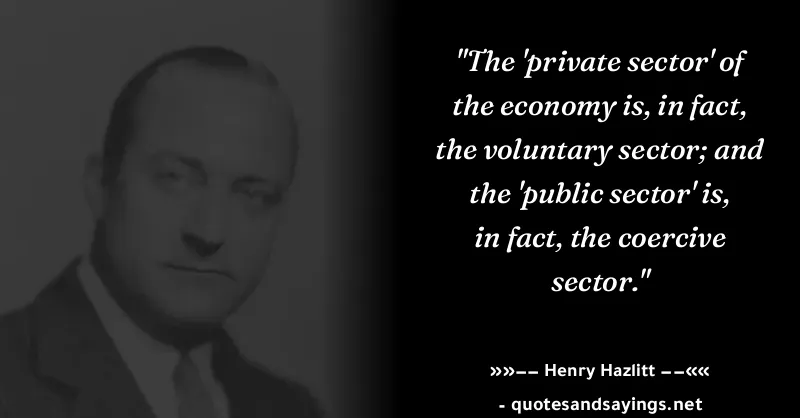 "The 'private sector' of
the economy is, in fact,
the voluntary sector; and
the 'public sector' is,
in fact, the coercive
sector."
»»-- Henry Hazlitt --««
- quotesandsayings.net